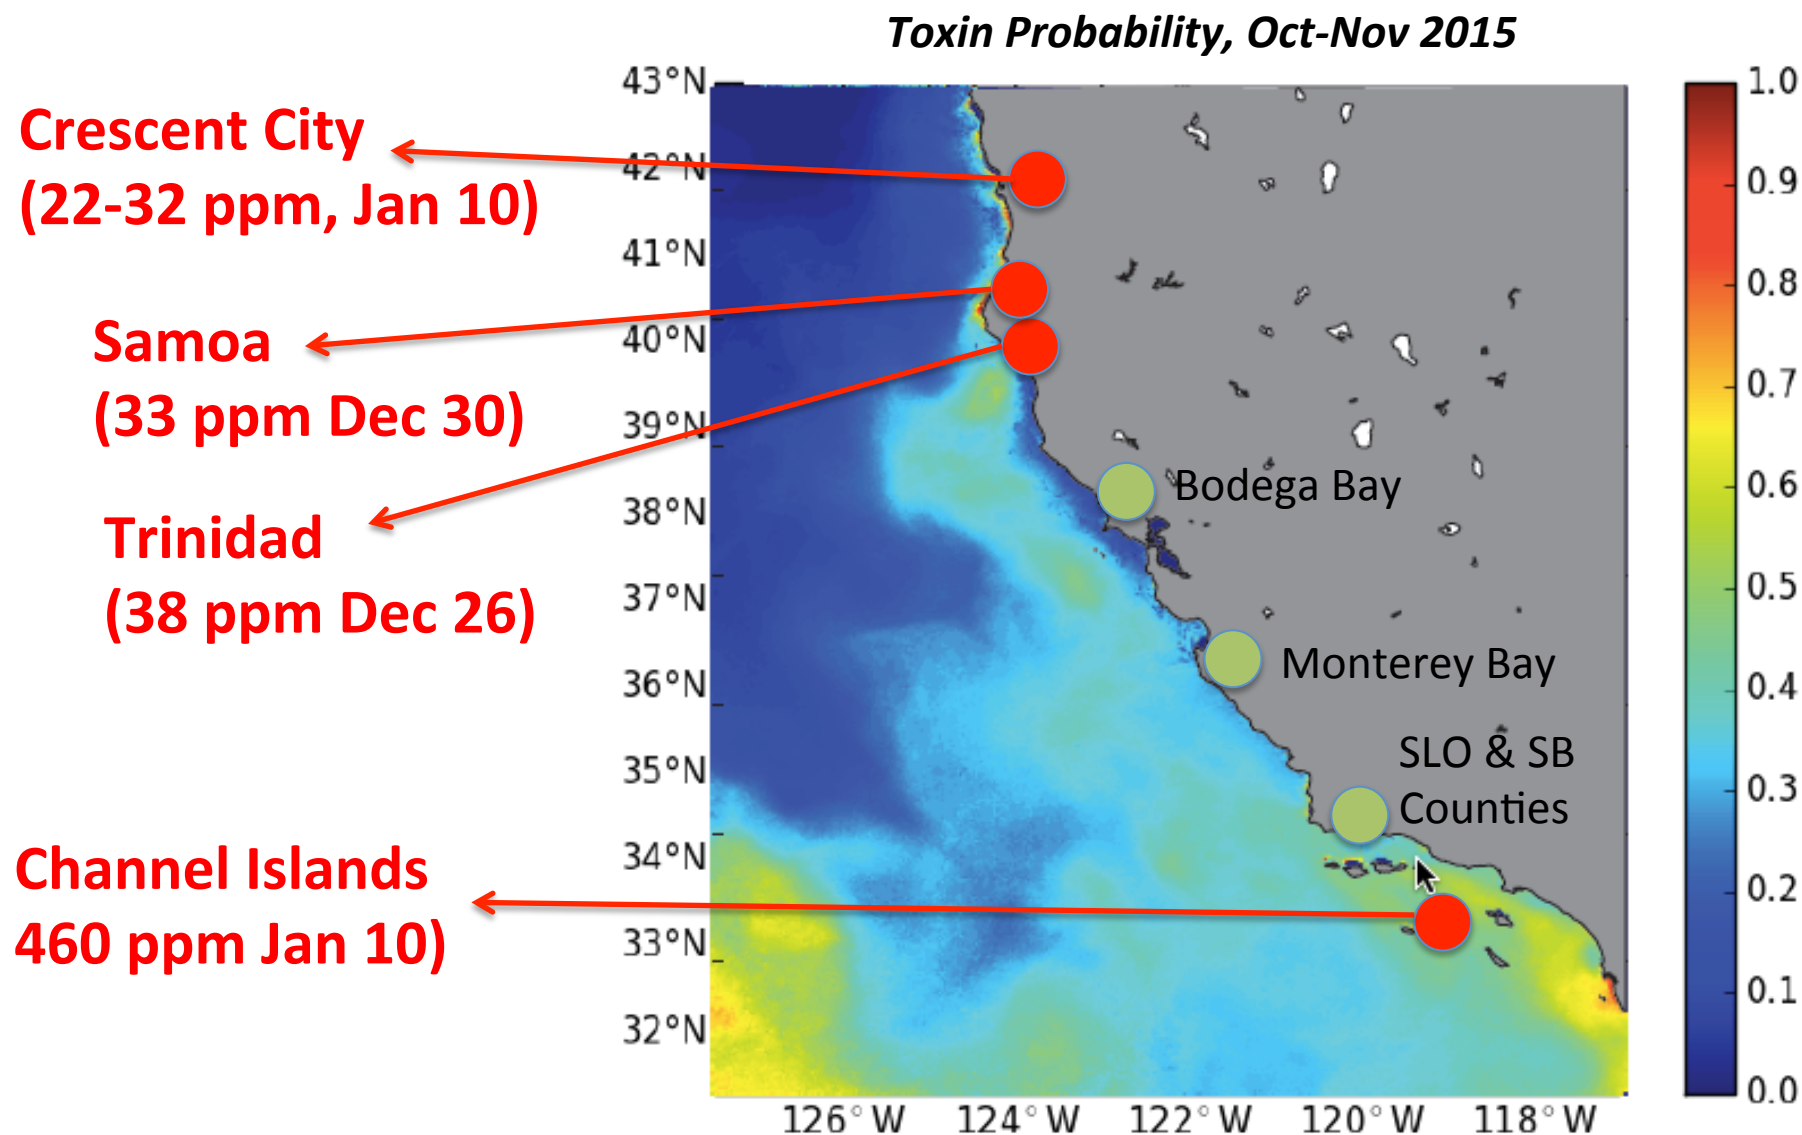 Toxin Probability, Oct-Nov 2015
Crescent City
(22-32 ppm, Jan 10)
Samoa
(33 ppm Dec 30)
Trinidad
(38 ppm Dec 26)
Channel Islands
460 ppm Jan 10)
43°N
42°N
41°N
40°N
39°N
38°N
37°N
36°N
35°N
34°N
33°N
32°N
Bodega Bay
Monterey Bay
SLO & SB
Counties
126°W 124°W 122°W 120°W 118°W
1.0
0.9
0.8
0.7
0.6
0.5
0.4
0.3
0.2
0.1
0.0